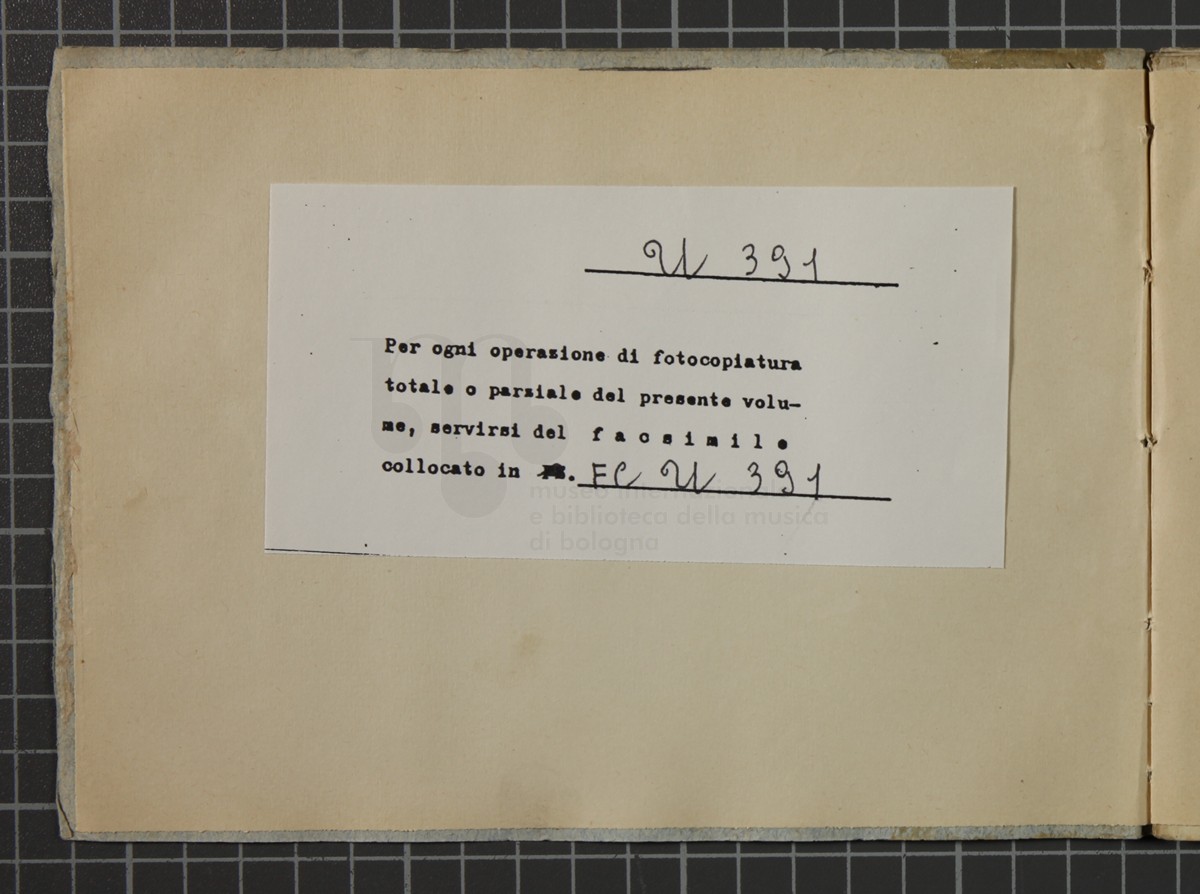 U 391
Per ogni operazione di fotocopiatura
totale o parziale del presente volu-
me, servirsi del f a c s i m i l e
collocato in . FC U 391
museo internazionale
e biblioteca della musica
di bologna